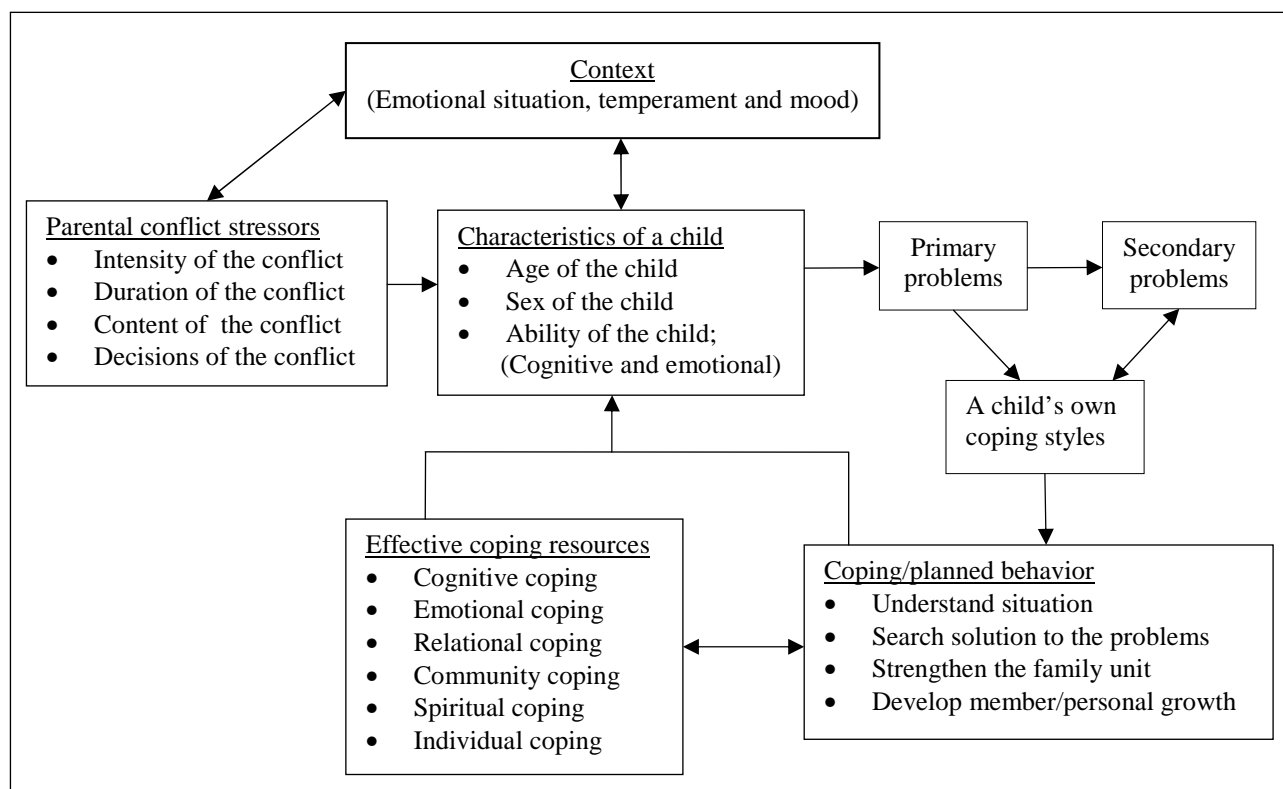 Context
(Emotional situation, temperament and mood)
Parental conflict stressors
• Intensity of the conflict
• Duration of the conflict
• Content of  the conflict
• Decisions of the conflict
Characteristics of a child
• Age of the child
• Sex of the child
• Ability of the child;
(Cognitive and emotional)
Primary
problems
Secondary
problems
A child’s own
coping styles
Effective coping resources
• Cognitive coping
• Emotional coping
• Relational coping
• Community coping
• Spiritual coping
• Individual coping
Coping/planned behavior
• Understand situation
• Search solution to the problems
• Strengthen the family unit
• Develop member/personal growth